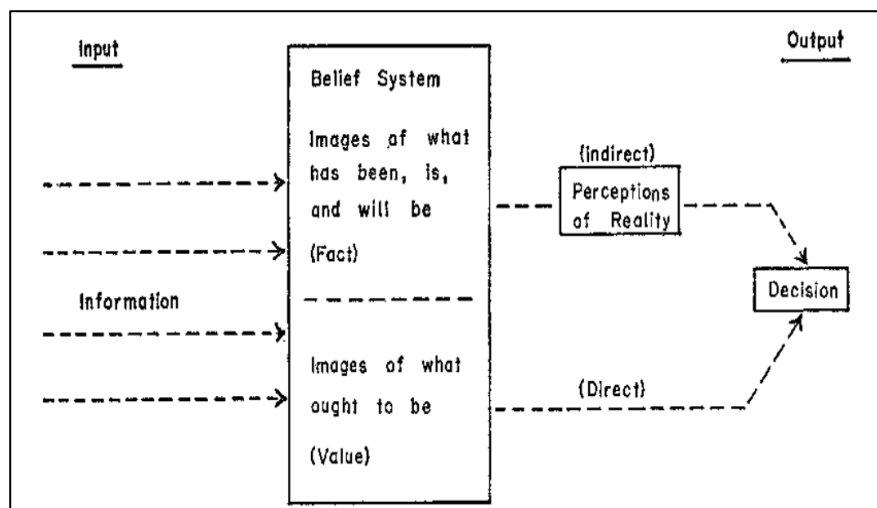 Input
Output
Belief System
Images of what
has been, is,
and will be
(Fact)
Information
Images of what
ought to be
(Value)
(indirect)
Perceptions
of Reality
Decision
(Direct)